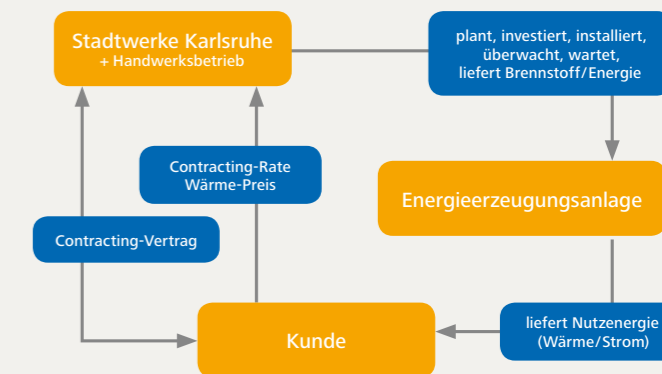 Stadtwerke Karlsruhe
+ Handwerksbetrieb
plant, investiert, installiert,
überwacht, wartet,
liefert Brennstoff/Energie
Contracting-Rate
Wärme-Preis
Energieerzeugungsanlage
Contracting-Vertrag
Kunde
liefert Nutzenergie
(Wärme/Strom)